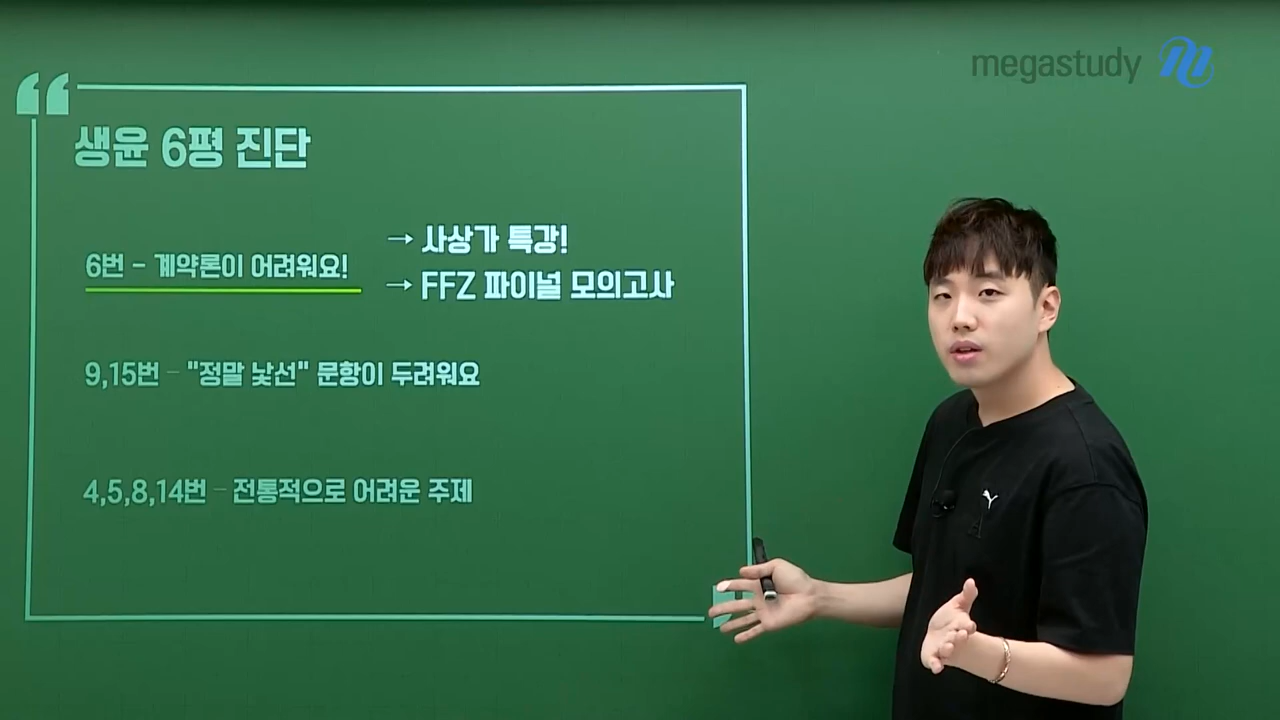 megastudy
생윤 6평 진단
6번 - 계약론이 어려워요!
→ 사상가 특강!
→ FFZ 파이널 모의고사
9,15번 - "정말 낯선" 문항이 두려워요
4,5,8,14번 - 전통적으로 어려운 주제